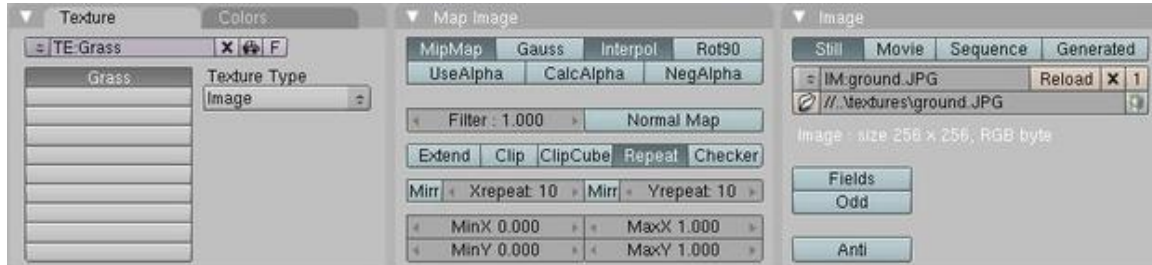 Texture Colors
TE:Grass X F
Grass
Texture Type
Image
Map Image
MipMap Gauss Interpol Rot90
UseAlpha CalcAlpha NegAlpha
Filter : 1.000 Normal Map
Extend Clip ClipCube Repeat Checker
Mirr Xrepeat: 10 Mirr Yrepeat: 10
MinX 0.000 MaxX 1.000
MinY 0.000 MaxY 1.000
Image
Still Movie Sequence Generated
IM:ground.JPG Reload X 1
//..\textures\ground.JPG
Image : size 256 x 256, RGB byte
Fields
Odd
Anti